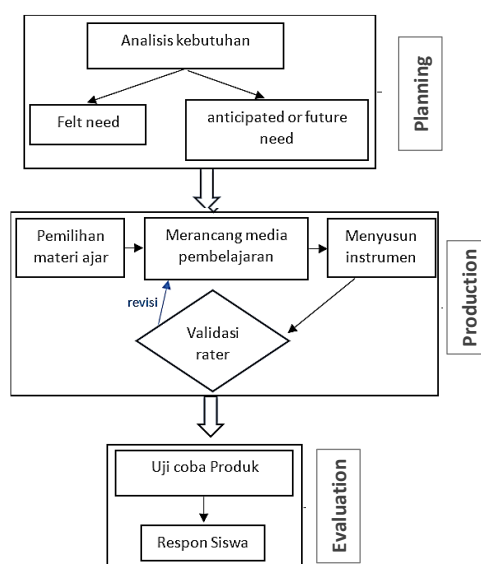 Analisis kebutuhan
Felt need
anticipated or future
need
Planning
Pemilihan
materi ajar
Merancang media
pembelajaran
Menyusun
instrumen
revisi
Validasi
rater
Production
Uji coba Produk
Respon Siswa
Evaluation